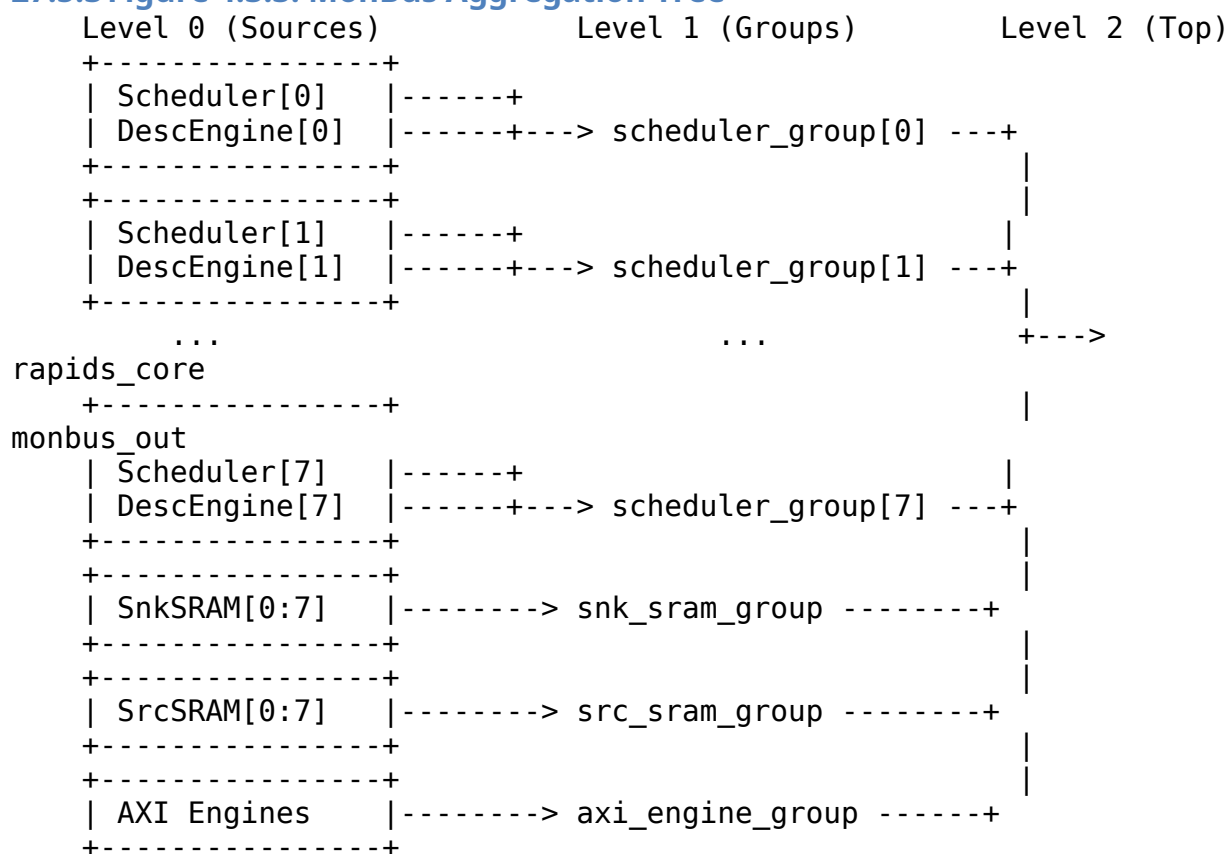 Level 0 (Sources)             Level 1 (Groups)         Level 2 (Top)
+----------------+
| Scheduler[0]   |------+
| DescEngine[0]  |------+---> scheduler_group[0] ---+
+----------------+                                     |
+----------------+                                     |
| Scheduler[1]   |------+                             |
| DescEngine[1]  |------+---> scheduler_group[1] ---+
+----------------+                                     |
     ...                             ...               +--->
rapids_core
+----------------+                                     |
monbus_out
| Scheduler[7]   |------+                             |
| DescEngine[7]  |------+---> scheduler_group[7] ---+
+----------------+                                     |
+----------------+                                     |
| SnkSRAM[0:7]   |--------> snk_sram_group --------+
+----------------+                                     |
+----------------+                                     |
| SrcSRAM[0:7]   |--------> src_sram_group --------+
+----------------+                                     |
+----------------+                                     |
| AXI Engines    |--------> axi_engine_group ------+
+----------------+